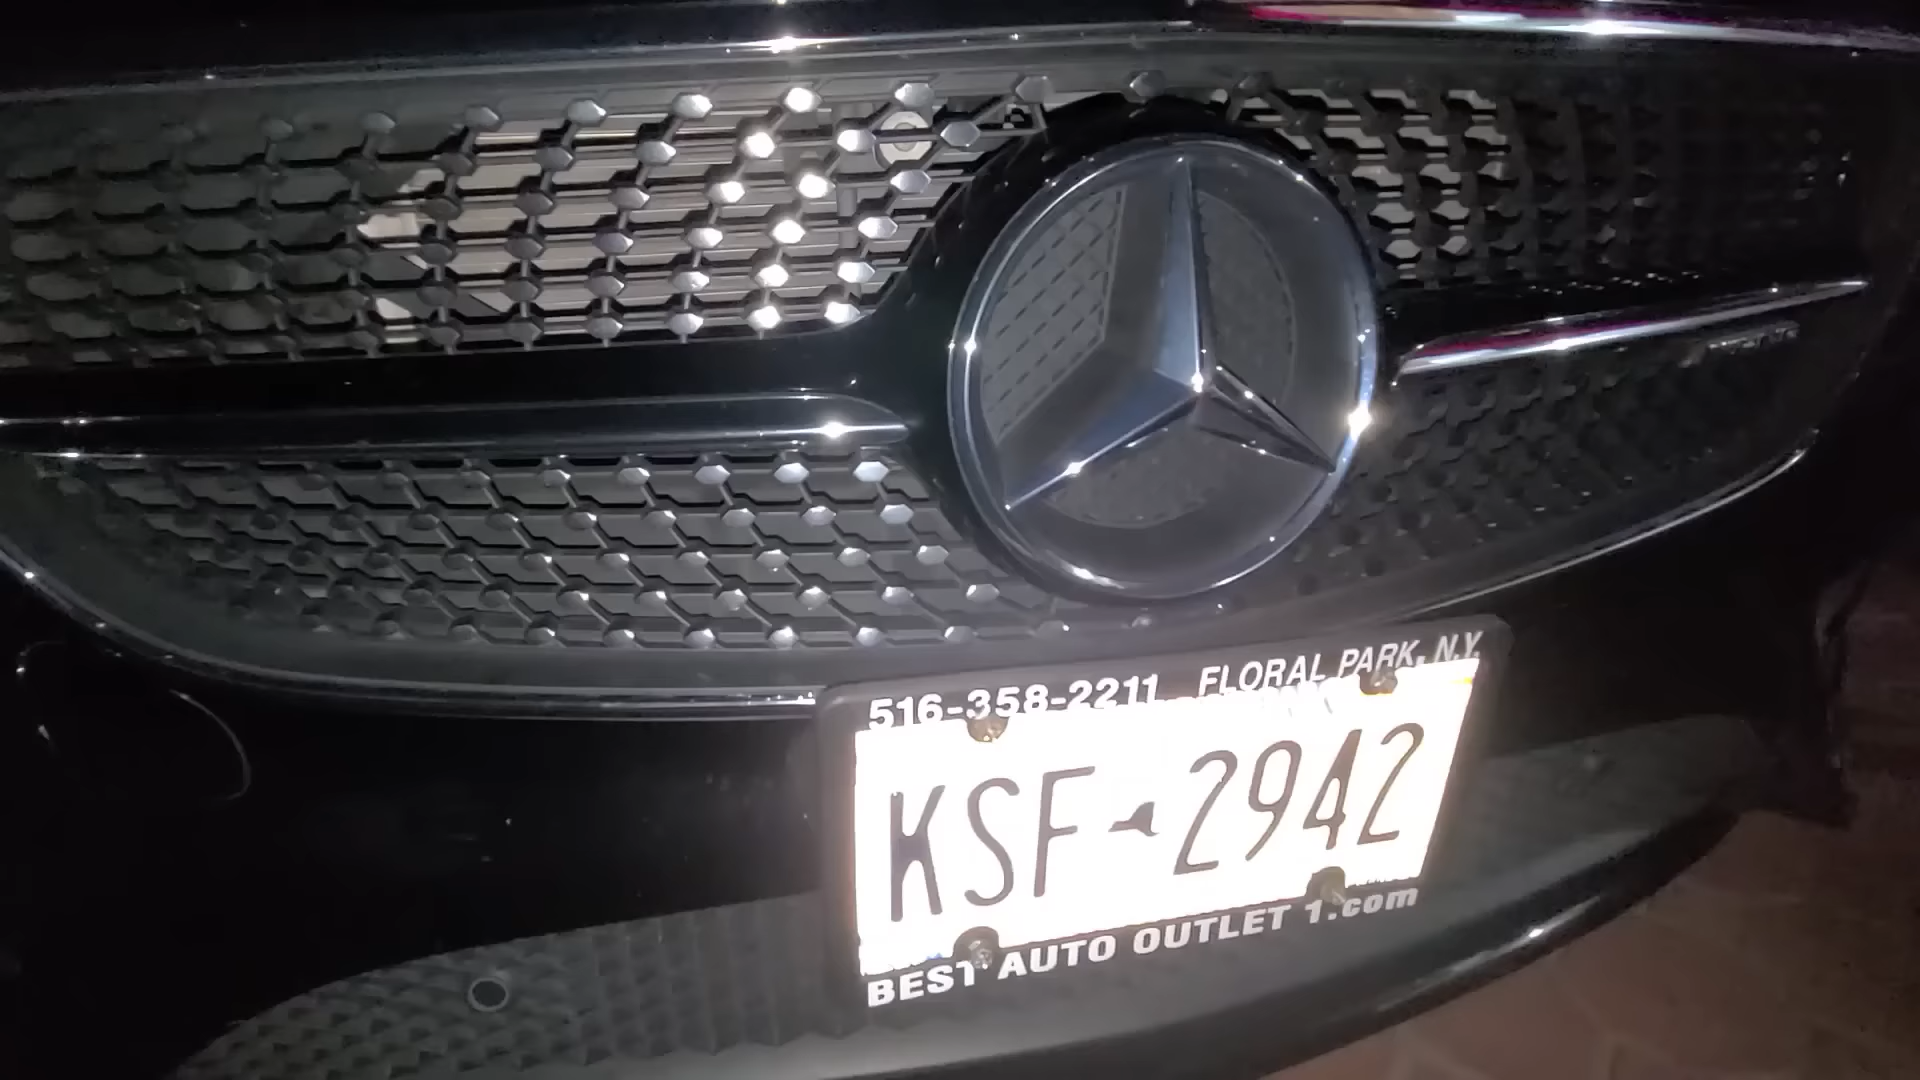 516-358-2211 FLORAL PARK, N.Y.
KSF 2942
BEST AUTO OUTLET 1.com